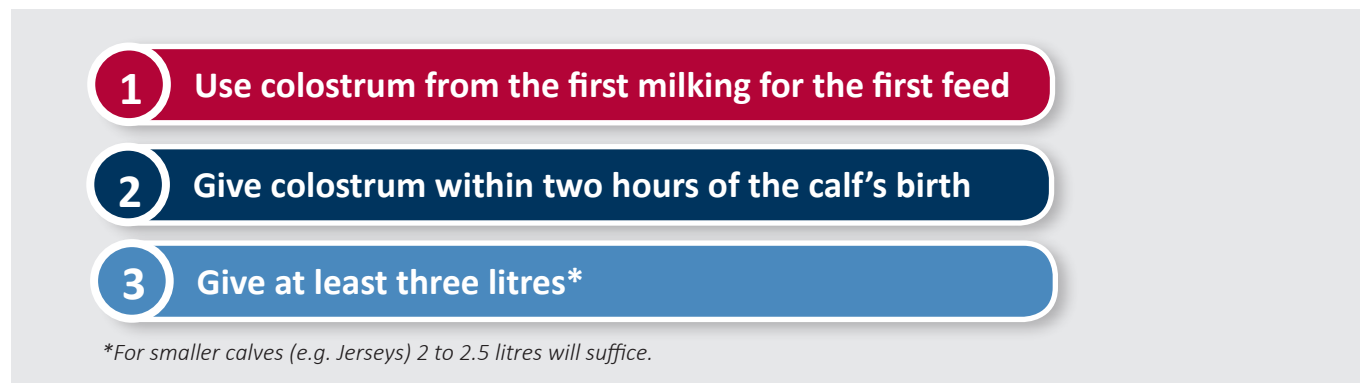 1 Use colostrum from the first milking for the first feed
2 Give colostrum within two hours of the calf’s birth
3 Give at least three litres*
*For smaller calves (e.g. Jerseys) 2 to 2.5 litres will suffice.